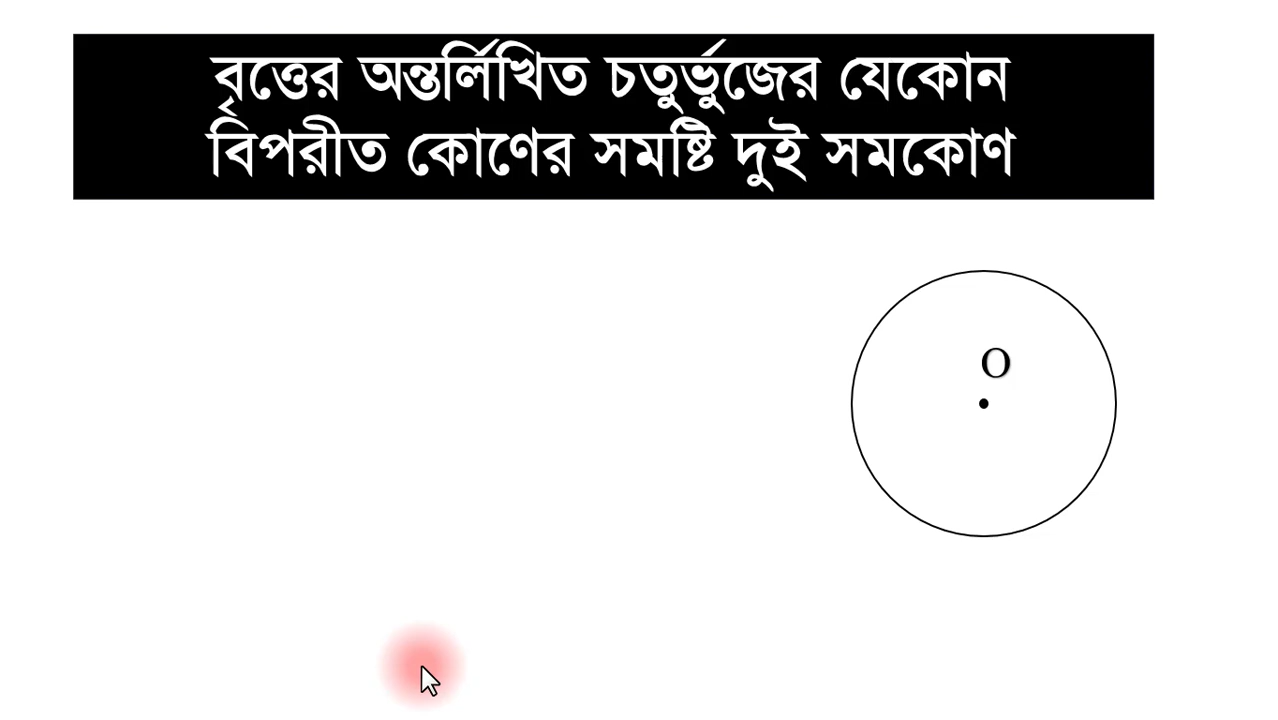 বৃত্তের অন্তর্লিখিত চতুর্ভুজের যেকোন
বিপরীত কোণের সমষ্টি দুই সমকোণ
O